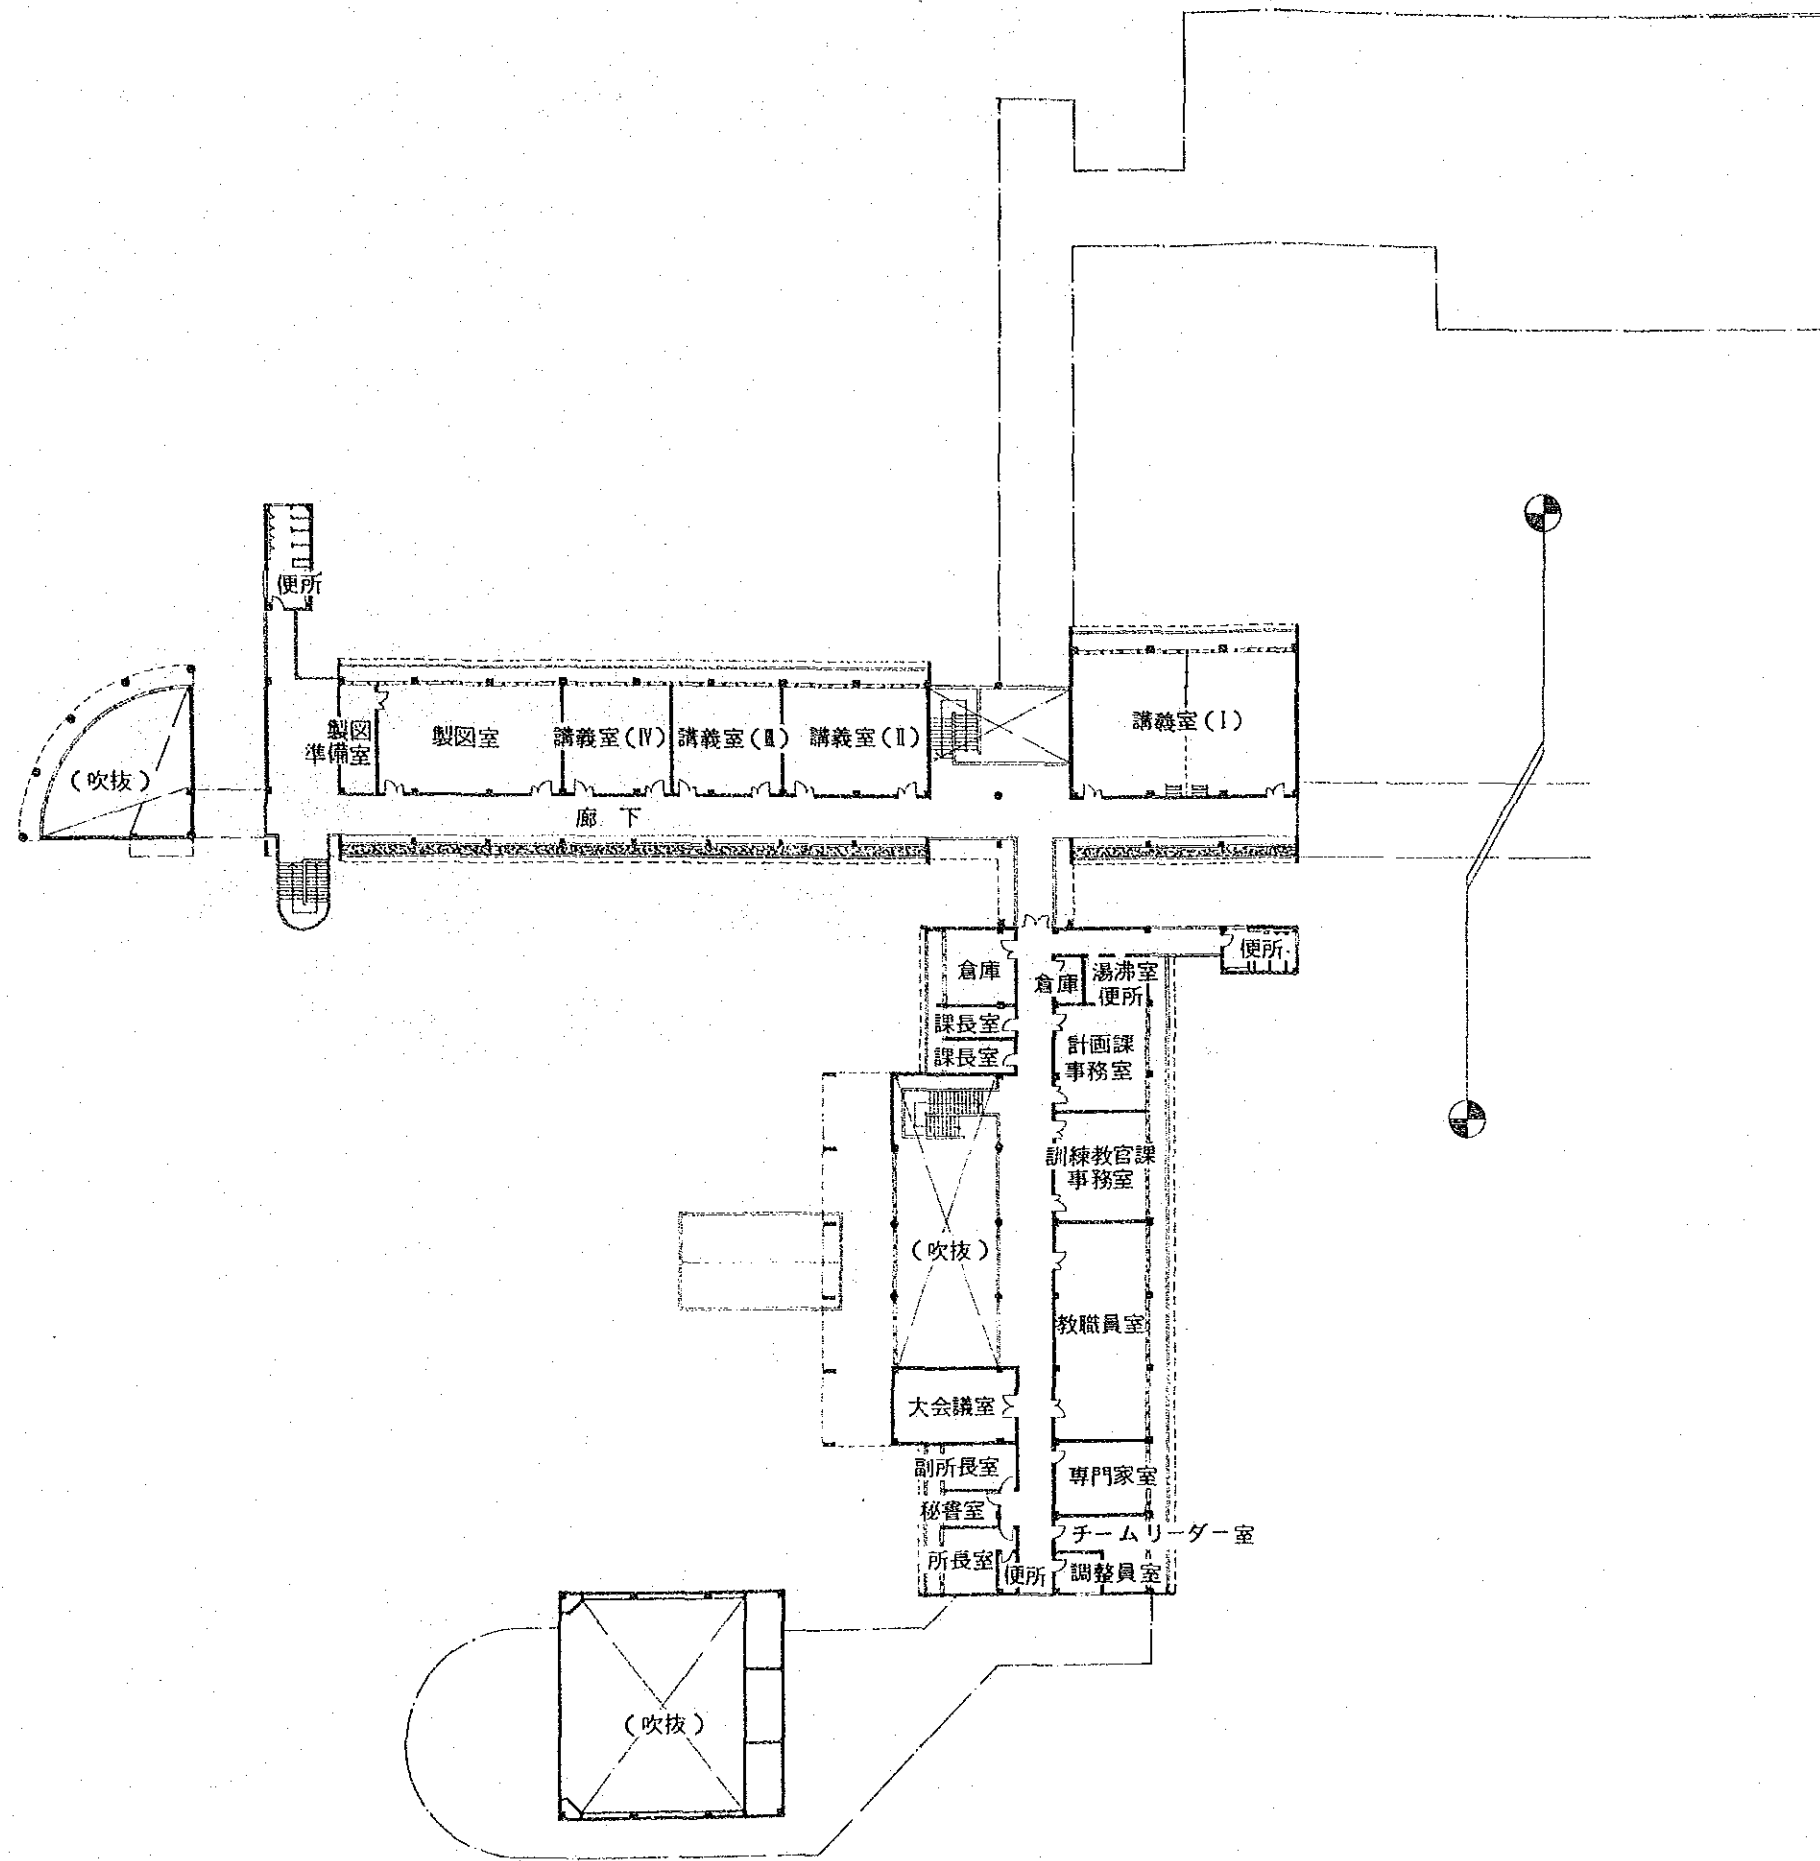 便所
製図
準備室
製図室
講義室(Ⅳ)
講義室(Ⅲ)
講義室(Ⅱ)
講義室(Ⅰ)
(吹抜)
廊 下
倉庫
倉庫
湯沸室
便所
便所
課長室
課長室
計画課
事務室
訓練教官課
事務室
(吹抜)
教職員室
大会議室
副所長室
専門家室
秘書室
チームリーダー室
所長室
便所
調整員室
(吹抜)